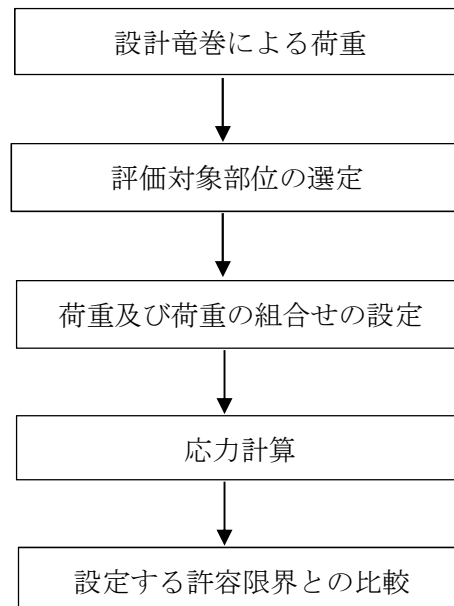 設計竜巻による荷重
評価対象部位の選定
荷重及び荷重の組合せの設定
応力計算
設定する許容限界との比較